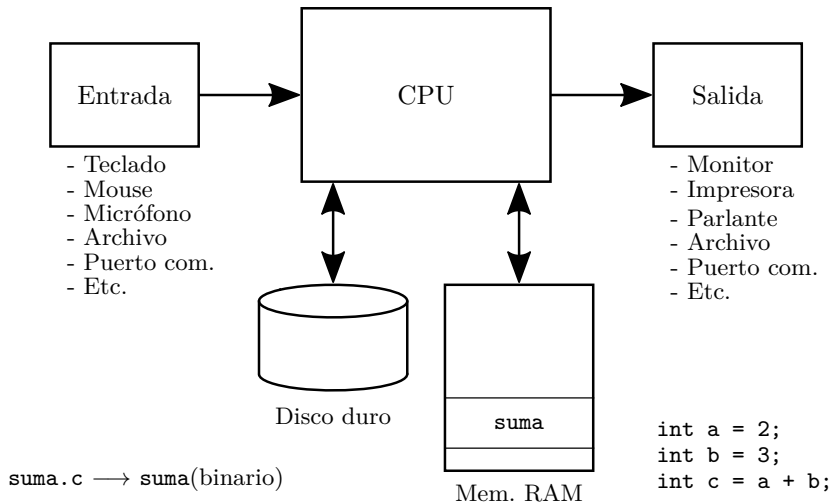 Entrada
CPU
Salida
- Teclado
- Mouse
- Micrófono
- Archivo
- Puerto com.
- Etc.
- Monitor
- Impresora
- Parlante
- Archivo
- Puerto com.
- Etc.
Disco duro
suma
Mem. RAM
suma.c ⟶ suma(binario)
int a = 2;
int b = 3;
int c = a + b;